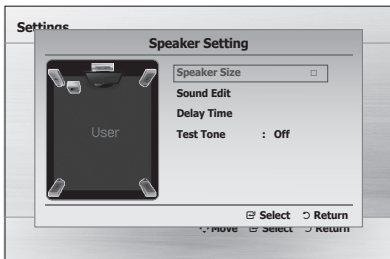 Settings
Speaker Setting
Speaker Size
Sound Edit
Delay Time
Test Tone : Off
User
Select Return
Move Select Return